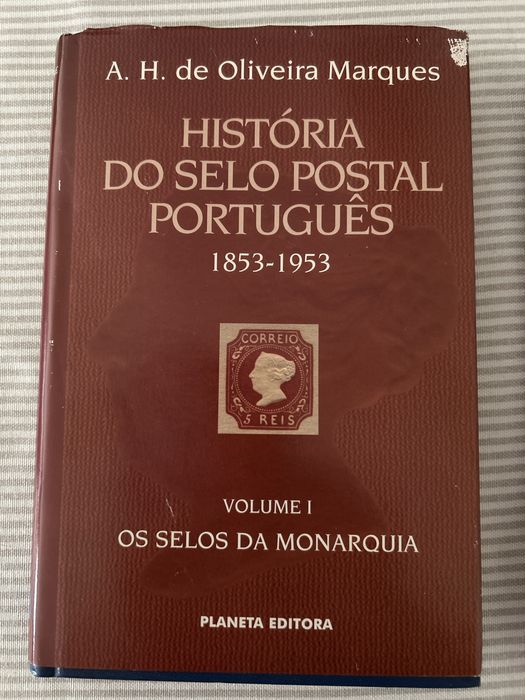 A. H. de Oliveira Marques
HISTÓRIA
DO SELO POSTAL
PORTUGUÊS
1853-1953
CORREIO
5 REIS
VOLUME I
OS SELOS DA MONARQUIA
PLANETA EDITORA